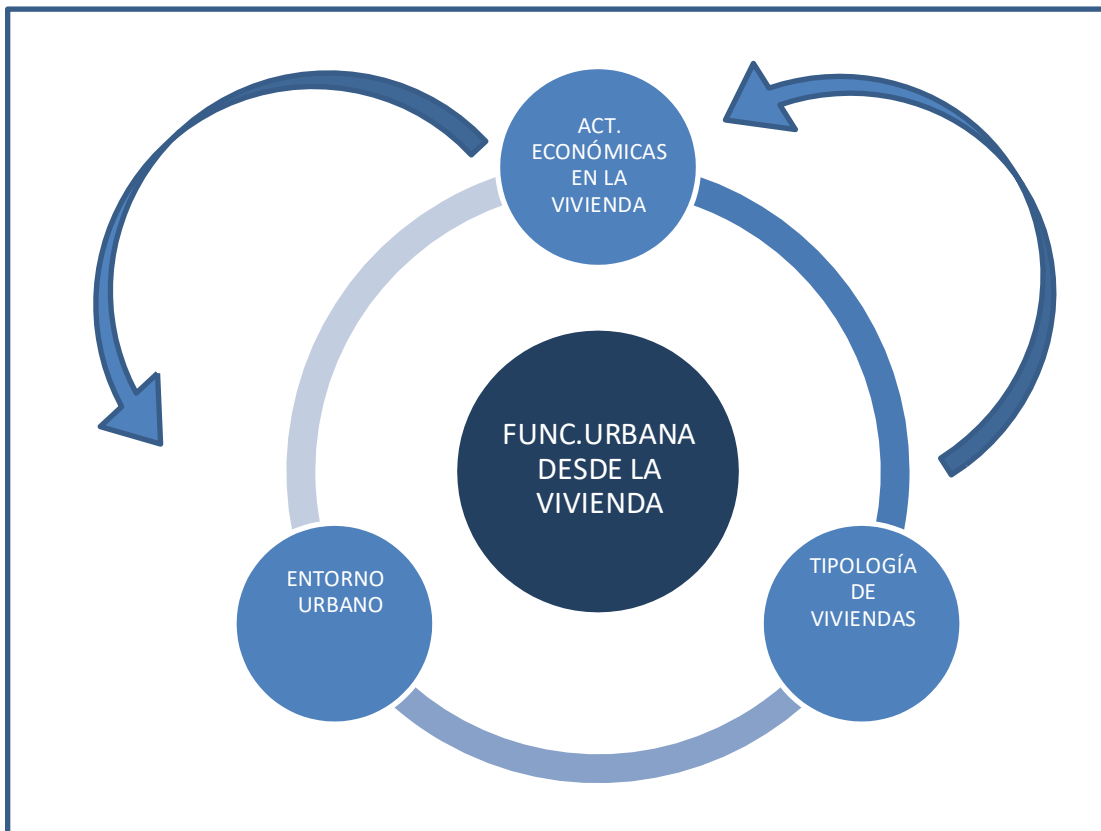 ACT.
ECONÓMICAS
EN LA
VIVIENDA
FUNC.URBANA
DESDE LA
VIVIENDA
ENTORNO
URBANO
TIPOLOGÍA
DE
VIVIENDAS